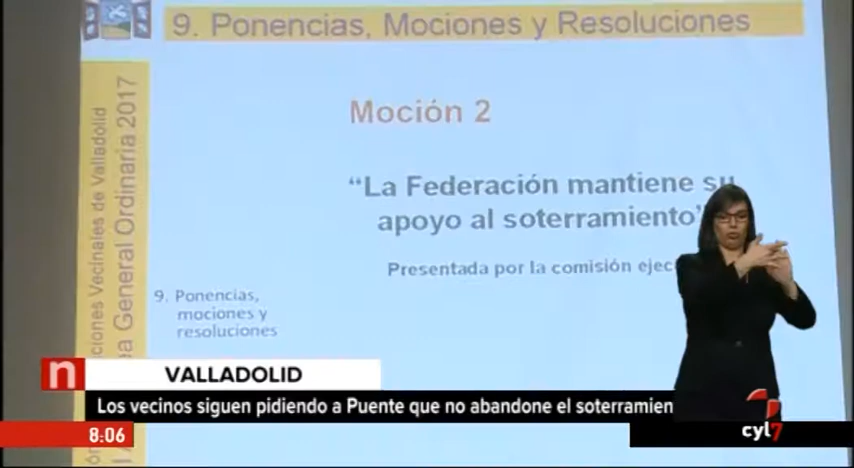 9. Ponencias, Mociones y Resoluciones
Moción 2
“La Federación mantiene su
apoyo al soterramiento”
Presentada por la comisión
9. Ponencias,
mociones y
resoluciones
ciones Vecinales de Valladolid
General Ordinaria 2017
n
VALLADOLID
Los vecinos siguen pidiendo a Puente que no abandone el soterramien
8:06
cyl7